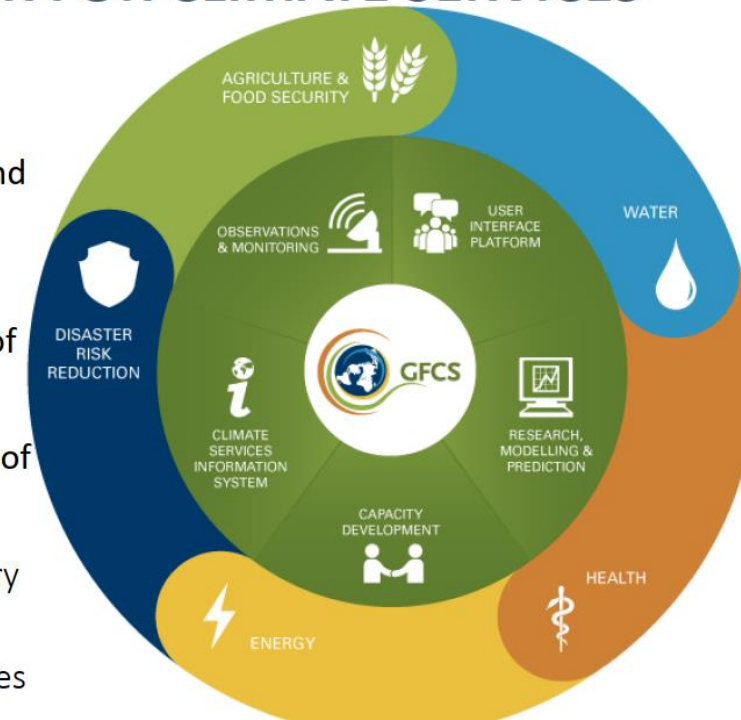 AGRICULTURE &
FOOD SECURITY
nd
OBSERVATIONS
& MONITORING
USER
INTERFACE
PLATFORM
WATER
DISASTER
RISK
REDUCTION
of
GFCS
CLIMATE
SERVICES
INFORMATION
SYSTEM
RESEARCH,
MODELLING &
PREDICTION
of
CAPACITY
DEVELOPMENT
ry
HEALTH
ENERGY
es